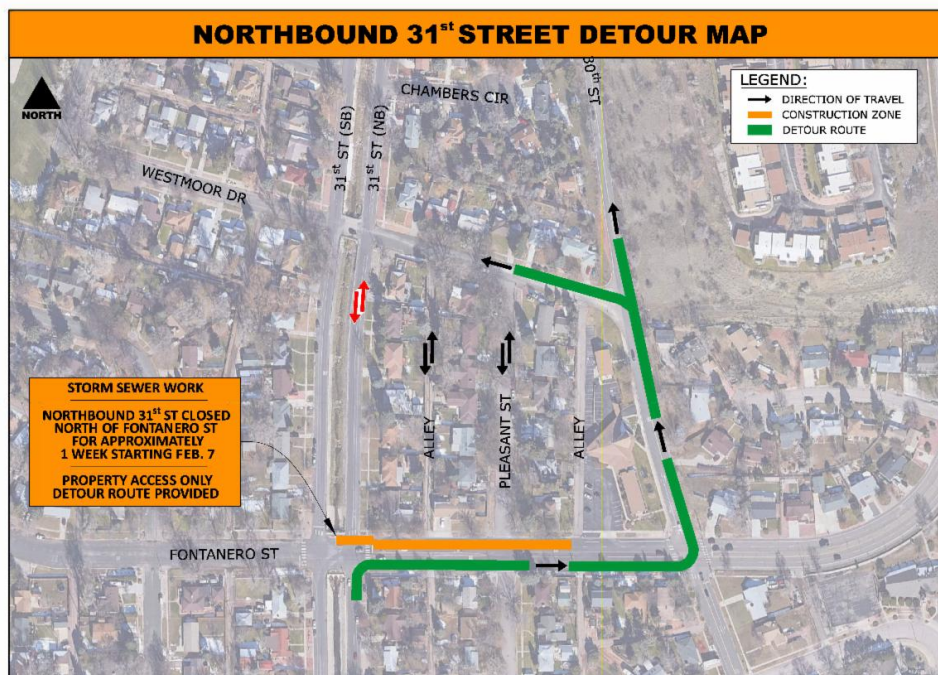 NORTHBOUND 31st STREET DETOUR MAP
NORTH
LEGEND:
DIRECTION OF TRAVEL
CONSTRUCTION ZONE
DETOUR ROUTE
CHAMBERS CIR
30th ST
31st ST (SB)
31st ST (NB)
WESTMOOR DR
STORM SEWER WORK
NORTHBOUND 31st ST CLOSED
NORTH OF FONTANERO ST
FOR APPROXIMATELY
1 WEEK STARTING FEB. 7
PROPERTY ACCESS ONLY
DETOUR ROUTE PROVIDED
ALLEY
PLEASANT ST
ALLEY
FONTANERO ST